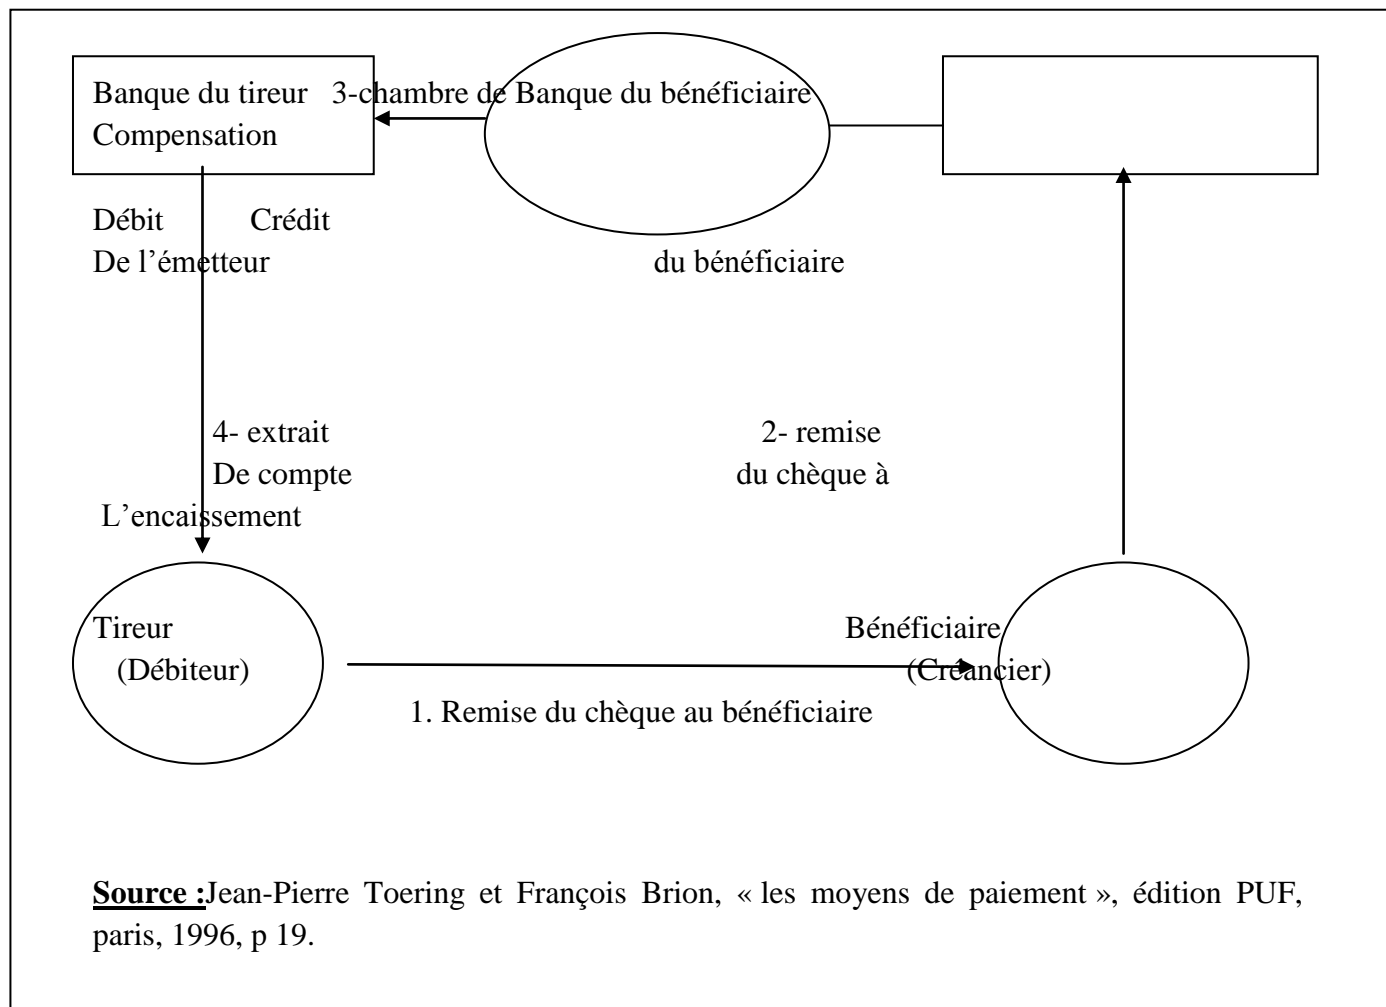 Banque du tireur 3-chambre de Banque du bénéficiaire
Compensation
Débit Crédit
De l’émetteur du bénéficiaire
4- extrait 2- remise
De compte du chèque à
L’encaissement
Tireur Bénéficiaire
(Débiteur) (Créancier)
1. Remise du chèque au bénéficiaire
Source :Jean-Pierre Toering et François Brion, « les moyens de paiement », édition PUF,
paris, 1996, p 19.